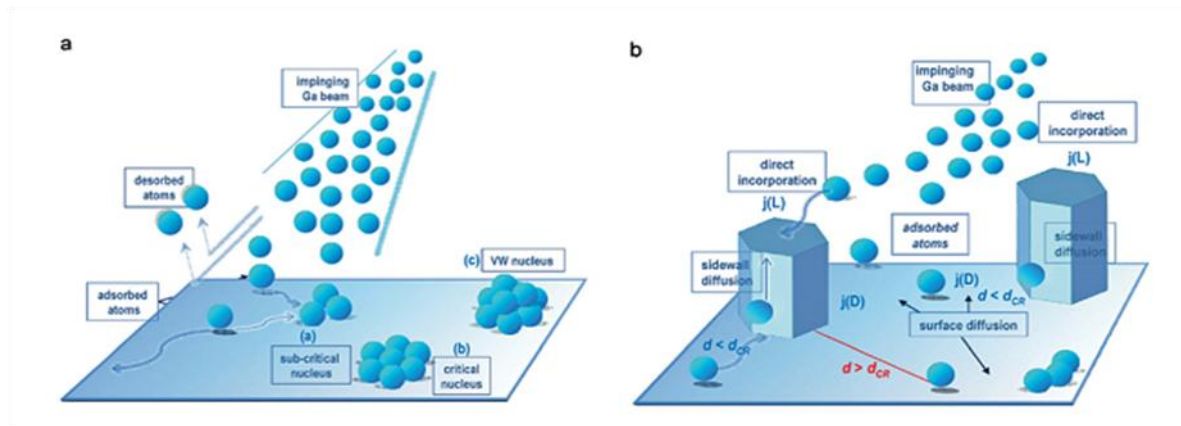 a
impinging
Ga beam
desorbed
atoms
adsorbed
atoms
(a)
sub-critical
nucleus
(b)
critical
nucleus
(c) VW nucleus
b
impinging
Ga beam
direct
incorporation
j(L)
direct
incorporation
j(L)
adsorbed
atoms
sidewall
diffusion
sidewall
diffusion
j(D)
j(D)
d < dCR
surface diffusion
d < dCR
d > dCR